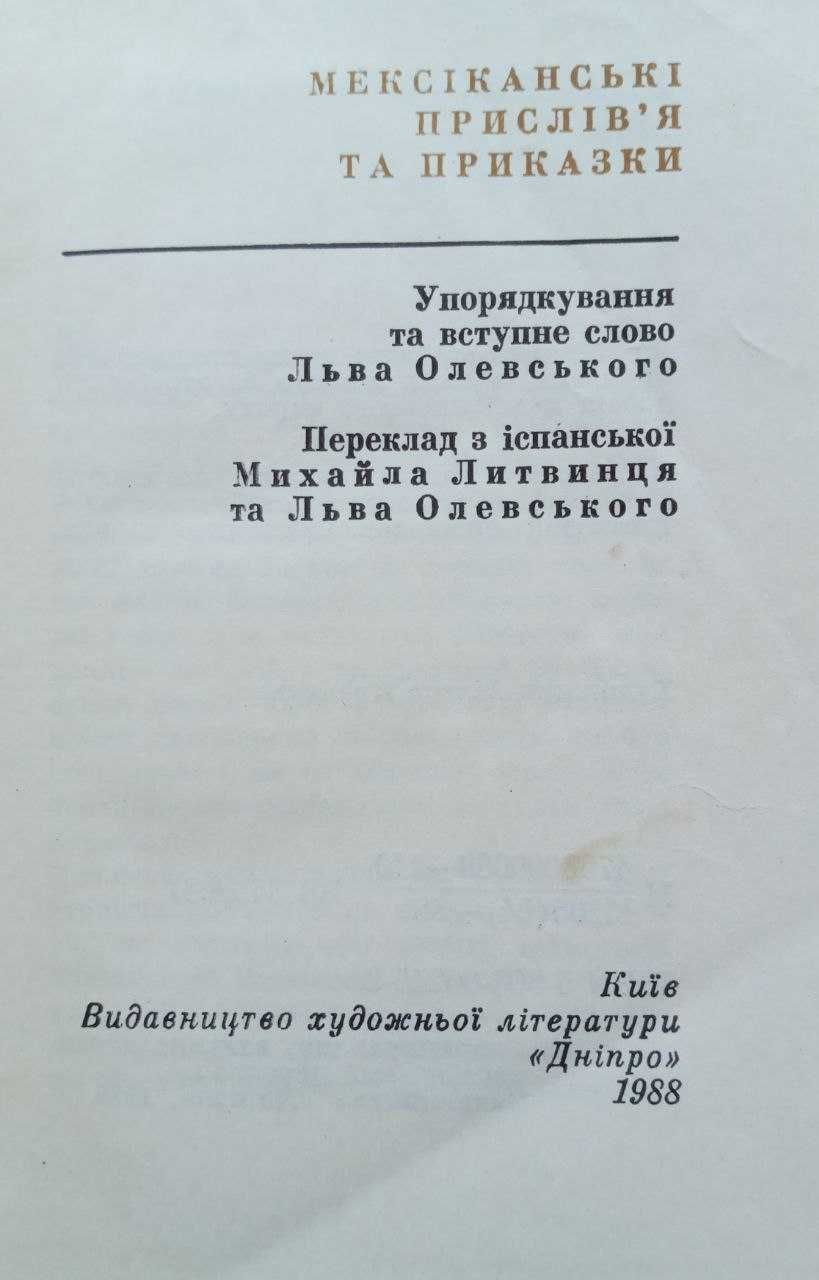 МЕКСІКАНСЬКІ
ПРИСЛІВ’Я
ТА ПРИКАЗКИ
Упорядкування
та вступне слово
Льва Олевського
Переклад з іспанської
Михайла Литвинця
та Льва Олевського
Київ
Видавництво художньої літератури
«Дніпро»
1988